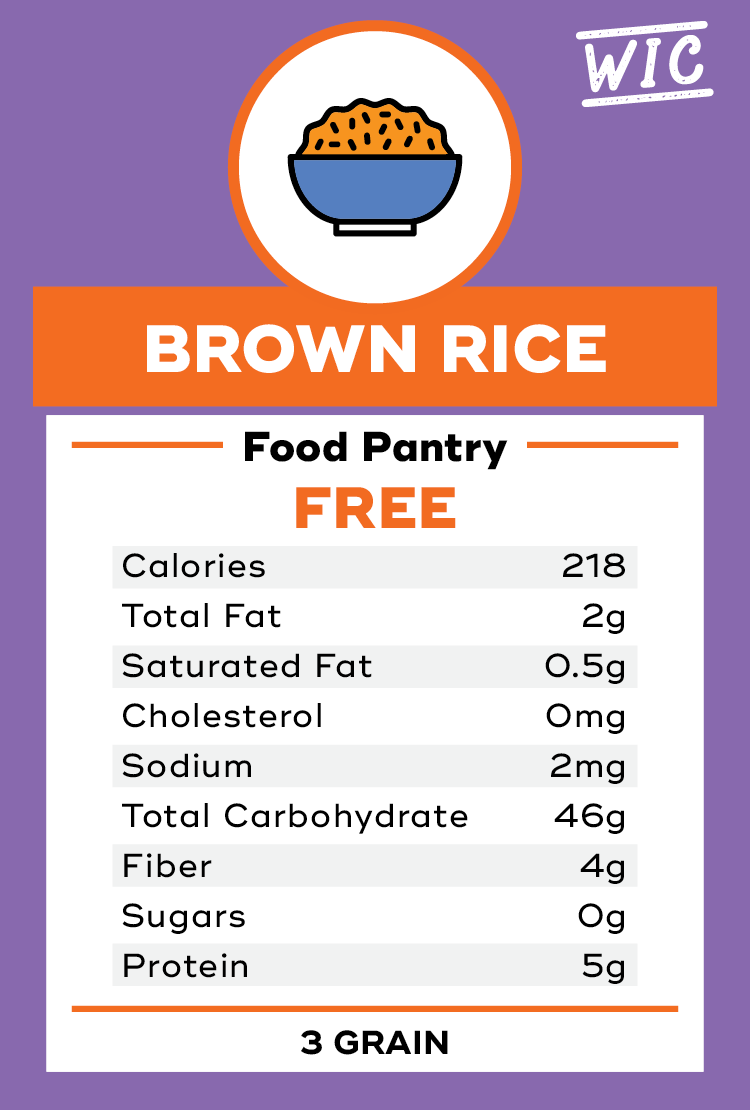 WIC
BROWN RICE
Food Pantry
FREE
Calories 218
Total Fat 2g
Saturated Fat 0.5g
Cholesterol 0mg
Sodium 2mg
Total Carbohydrate 46g
Fiber 4g
Sugars 0g
Protein 5g
3 GRAIN